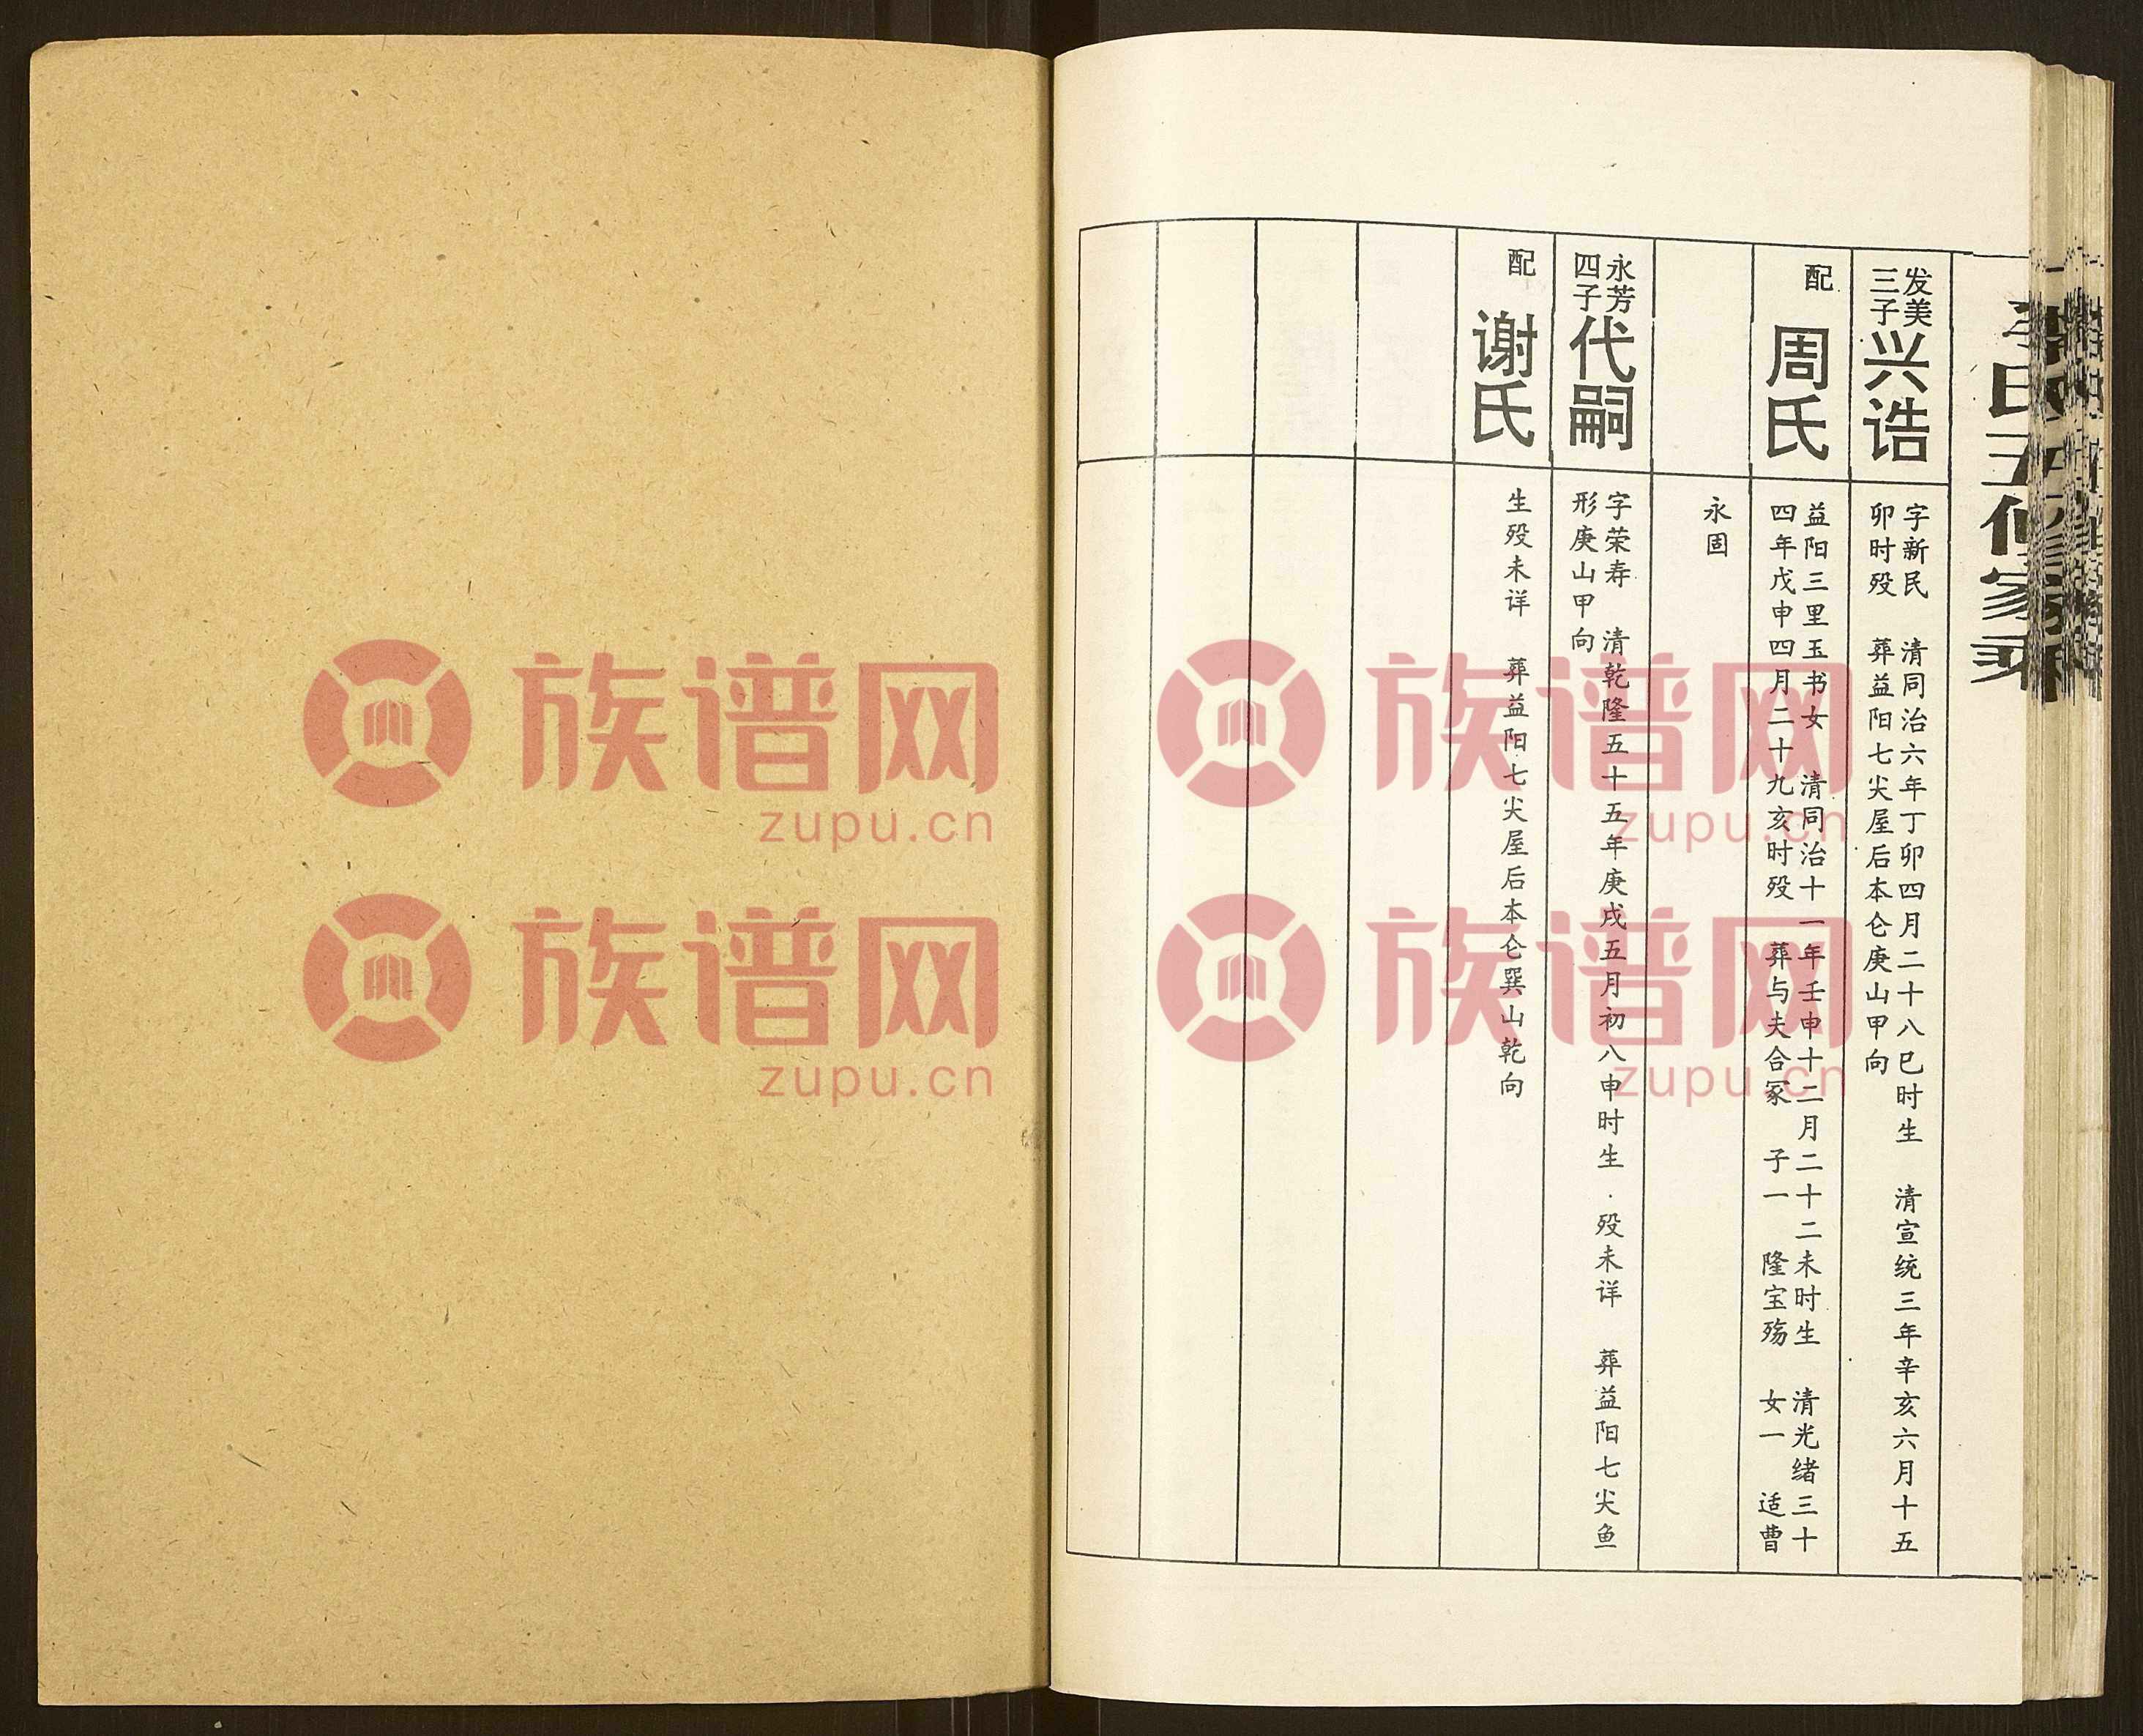 李氏五修家乘
发美
三子
兴诰
字新民　清同治六年丁卯四月二十八巳时生　清宣统三年辛亥六月十五
卯时殁　葬益阳七尖屋后本仑庚山甲向
配
周氏
益阳三里玉书女　清同治十一年壬申十二月二十二未时生　清光绪三十
四年戊申四月二十九亥时殁　葬与夫合冢　子一　隆宝殇　女一　适曹
永固
永芳
四子
代嗣
字荣寿　清乾隆五十五年庚戌五月初八申时生　殁未详　葬益阳七尖鱼
形庚山甲向
配
谢氏
生殁未详　葬益阳七尖屋后本仑巽山乾向
族谱网
zupu.cn
族谱网
zupu.cn
族谱网
zupu.cn
族谱网
zupu.cn